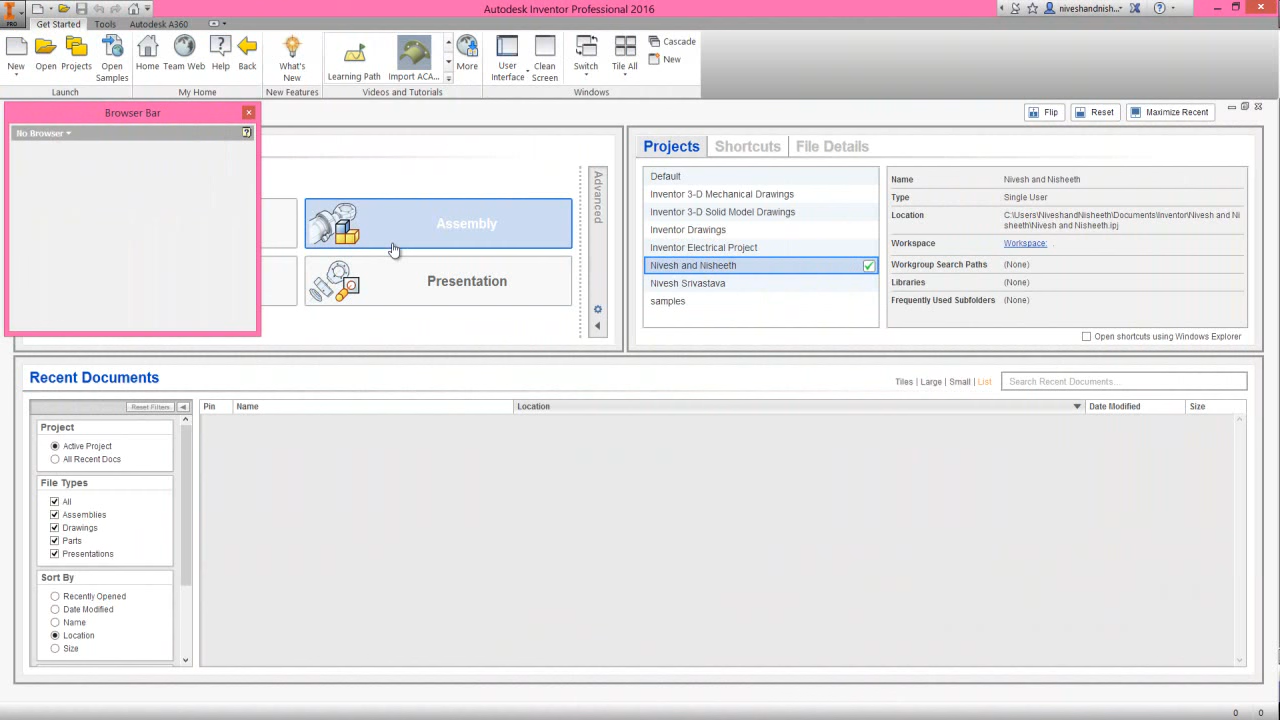 Autodesk Inventor Professional 2016
niveshandnish...
PRO
Get Started
Tools
Autodesk A360
New
Open
Projects
Open Samples
Home
Team Web
Help
Back
What's New
Learning Path
Import ACA...
More
User Interface
Clean Screen
Switch
Tile All
Cascade
New
Launch
My Home
New Features
Videos and Tutorials
Windows
Browser Bar
No Browser
Flip
Reset
Maximize Recent
Assembly
Presentation
Advanced
Projects
Shortcuts
File Details
Default
Inventor 3-D Mechanical Drawings
Inventor 3-D Solid Model Drawings
Inventor Drawings
Inventor Electrical Project
Nivesh and Nisheeth
Nivesh Srivastava
samples
Name Nivesh and Nisheeth
Type Single User
Location C:\Users\NiveshandNisheeth\Documents\Inventor\Nivesh and Ni
sheeth\Nivesh and Nisheeth.ipj
Workspace Workspace: .
Workgroup Search Paths (None)
Libraries (None)
Frequently Used Subfolders (None)
Open shortcuts using Windows Explorer
Recent Documents
Tiles | Large | Small | List
Search Recent Documents...
Reset Filters
Pin
Name
Location
Date Modified
Size
Project
Active Project
All Recent Docs
File Types
All
Assemblies
Drawings
Parts
Presentations
Sort By
Recently Opened
Date Modified
Name
Location
Size
0 0